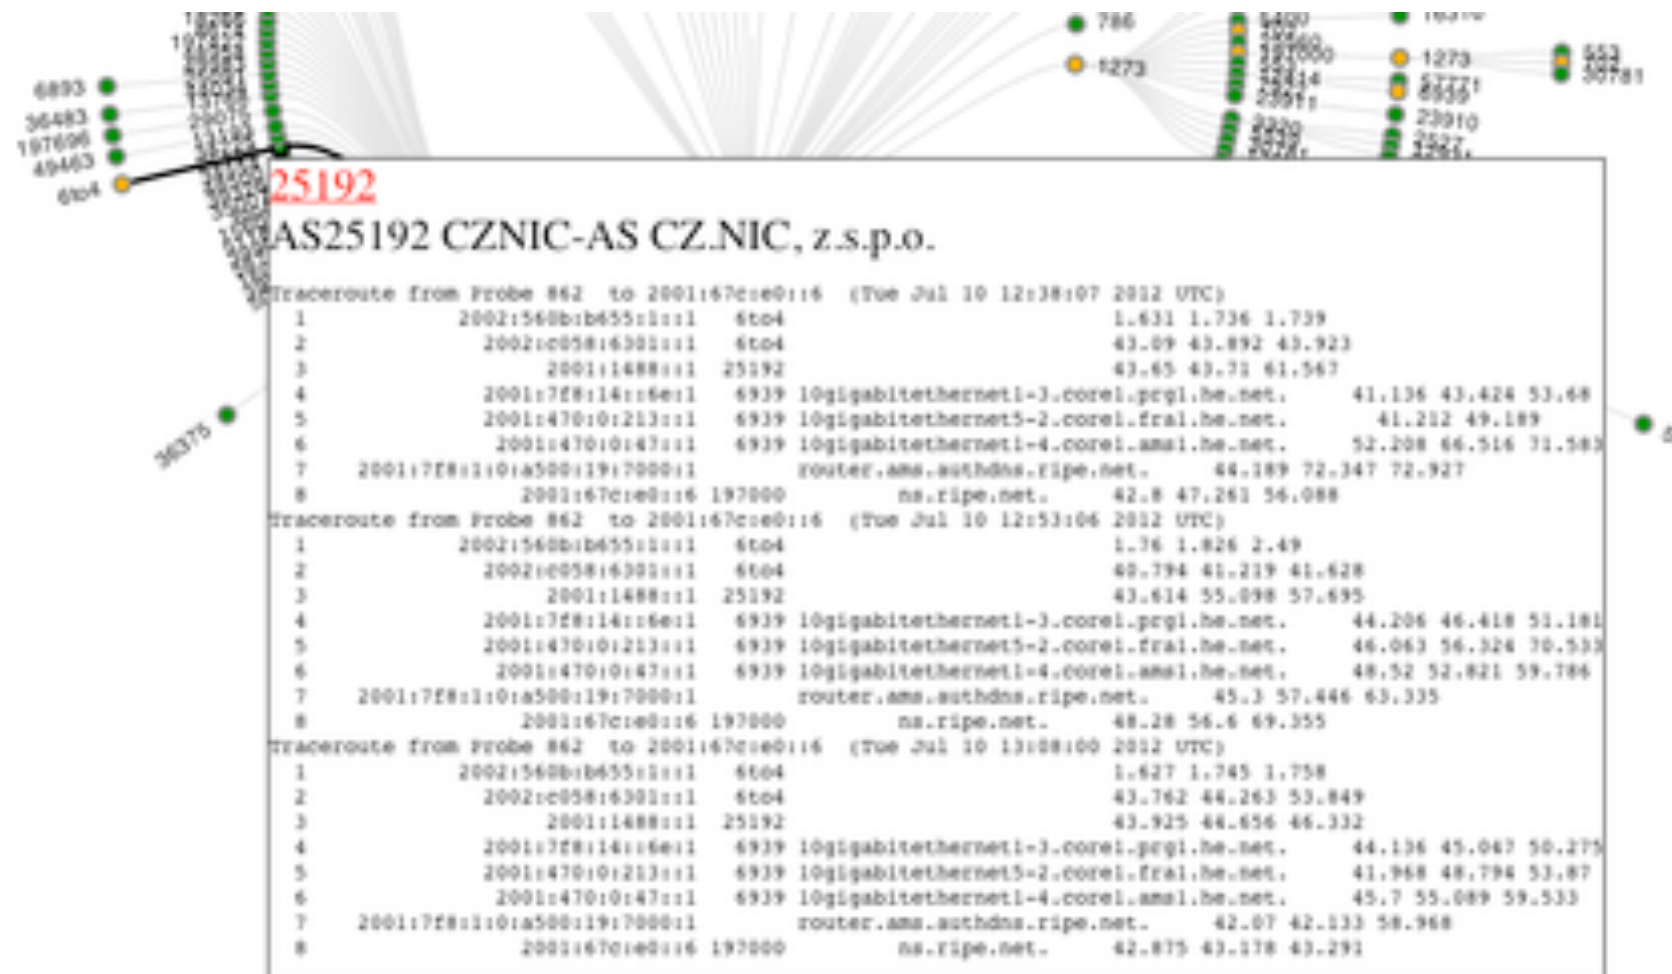 786
1273
1273
553
30781
57771
6939
23910
23911
6893
36483
197696
49463
6to4
36375
25192
AS25192 CZNIC-AS CZ.NIC, z.s.p.o.
Traceroute from Probe 862 to 2001:67c:e0::6 (Tue Jul 10 12:38:07 2012 UTC)
1 2002:560b:b655:1::1 6to4 1.631 1.736 1.739
2 2002:c058:6301::1 6to4 43.09 43.892 43.923
3 2001:1488::1 25192 43.65 43.71 61.567
4 2001:7f8:14::6e:1 6939 10gigabitethernet1-3.core1.prg1.he.net. 41.136 43.424 53.68
5 2001:470:0:213::1 6939 10gigabitethernet5-2.core1.fra1.he.net. 41.212 49.189
6 2001:470:0:47::1 6939 10gigabitethernet1-4.core1.ams1.he.net. 52.208 66.516 71.583
7 2001:7f8:1:0:a500:19:7000:1 router.ams.authdns.ripe.net. 44.189 72.347 72.927
8 2001:67c:e0::6 197000 ns.ripe.net. 42.8 47.261 56.088
Traceroute from Probe 862 to 2001:67c:e0::6 (Tue Jul 10 12:53:06 2012 UTC)
1 2002:560b:b655:1::1 6to4 1.76 1.826 2.49
2 2002:c058:6301::1 6to4 40.794 41.219 41.628
3 2001:1488::1 25192 43.614 55.098 57.695
4 2001:7f8:14::6e:1 6939 10gigabitethernet1-3.core1.prg1.he.net. 44.206 46.418 51.181
5 2001:470:0:213::1 6939 10gigabitethernet5-2.core1.fra1.he.net. 46.063 56.324 70.533
6 2001:470:0:47::1 6939 10gigabitethernet1-4.core1.ams1.he.net. 48.52 52.821 59.786
7 2001:7f8:1:0:a500:19:7000:1 router.ams.authdns.ripe.net. 45.3 57.446 63.335
8 2001:67c:e0::6 197000 ns.ripe.net. 48.28 56.6 69.355
Traceroute from Probe 862 to 2001:67c:e0::6 (Tue Jul 10 13:08:00 2012 UTC)
1 2002:560b:b655:1::1 6to4 1.627 1.745 1.758
2 2002:c058:6301::1 6to4 43.762 44.263 53.849
3 2001:1488::1 25192 43.925 44.656 46.332
4 2001:7f8:14::6e:1 6939 10gigabitethernet1-3.core1.prg1.he.net. 44.136 45.047 50.275
5 2001:470:0:213::1 6939 10gigabitethernet5-2.core1.fra1.he.net. 41.968 48.794 53.87
6 2001:470:0:47::1 6939 10gigabitethernet1-4.core1.ams1.he.net. 45.7 55.089 59.533
7 2001:7f8:1:0:a500:19:7000:1 router.ams.authdns.ripe.net. 42.07 42.133 58.968
8 2001:67c:e0::6 197000 ns.ripe.net. 42.875 43.178 43.291